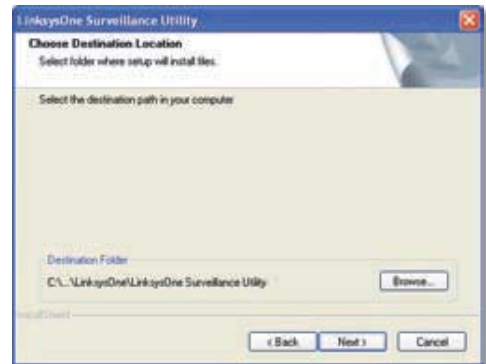 LinksysOne Surveillance Utility
Choose Destination Location
Select folder where setup will install files.
Select the destination path in your computer
Destination Folder
C:\...\LinksysOne\LinksysOne Surveillance Utility
Browse...
InstallShield
< Back
Next >
Cancel